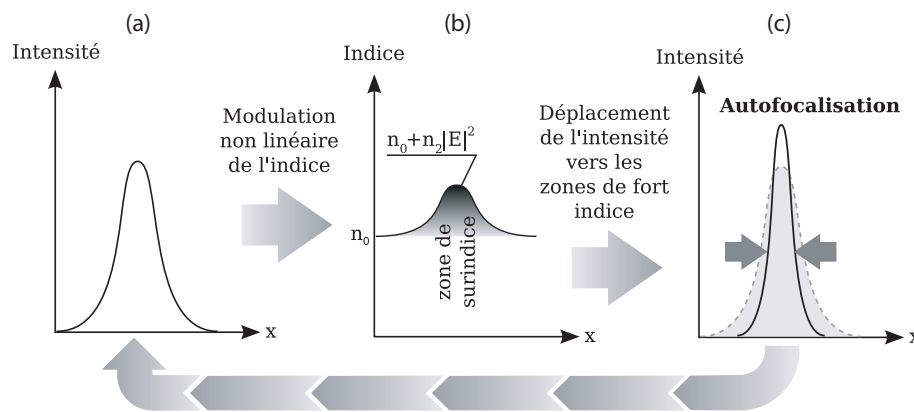 (a)
Intensité
x
Modulation
non linéaire
de l'indice
(b)
Indice
n₀+n₂|E|²
n₀
zone de
surindice
x
Déplacement
de l'intensité
vers les
zones de fort
indice
(c)
Intensité
Autofocalisation
x